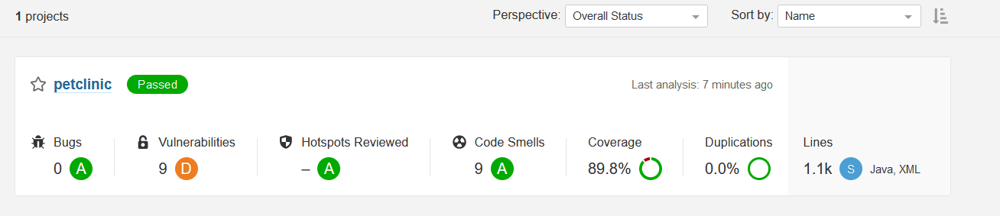 1 projects
Perspective: Overall Status Sort by: Name
petclinic Passed Last analysis: 7 minutes ago
Bugs Vulnerabilities Hotspots Reviewed Code Smells Coverage Duplications Lines
0 A 9 D – A 9 A 89.8% 0.0% 1.1k S Java, XML